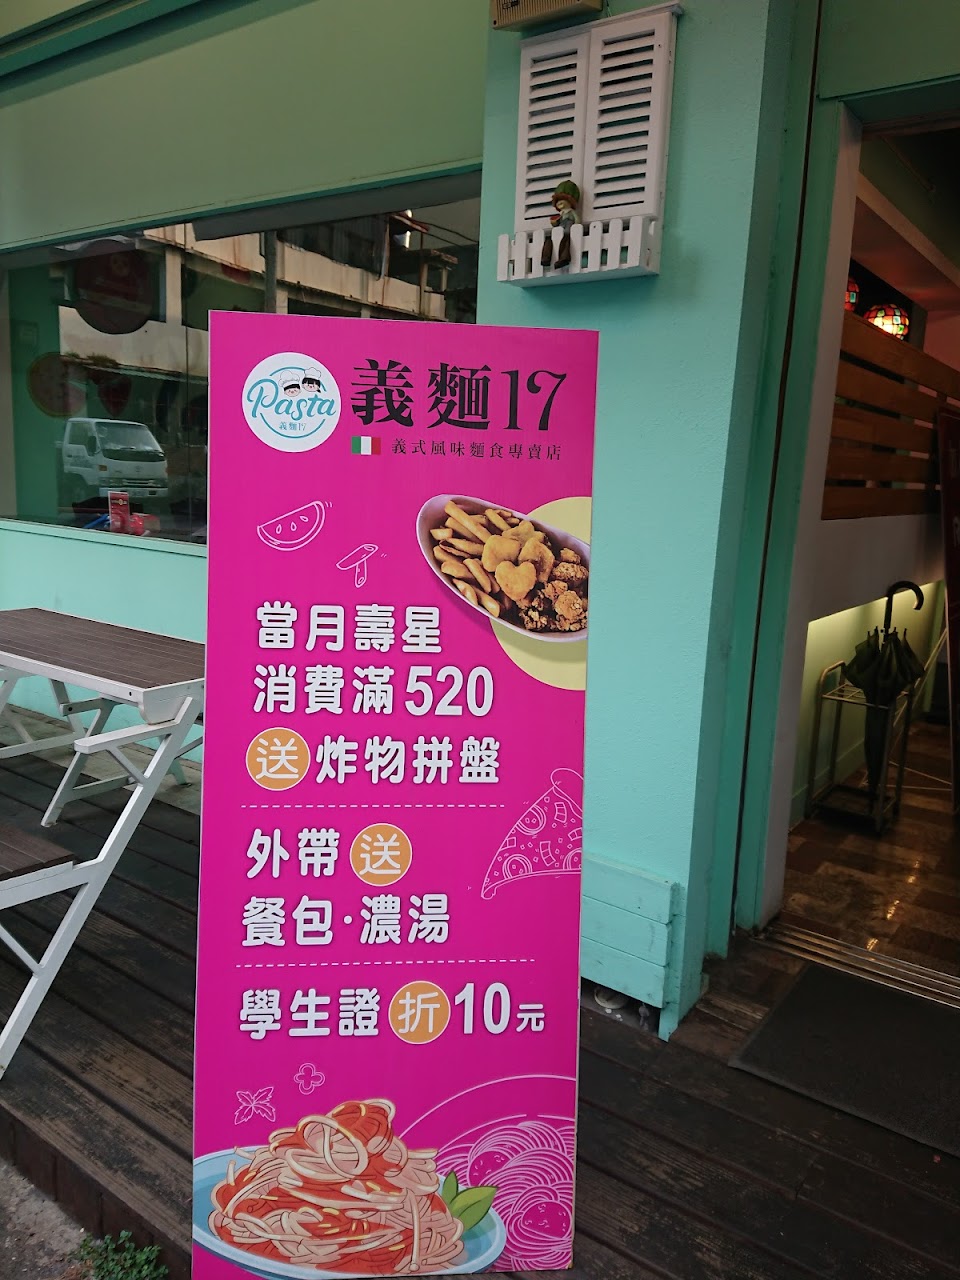 Pasta
義麵17
義麵17
義式風味麵食專賣店
當月壽星
消費滿520
送炸物拼盤
外帶送
餐包·濃湯
學生證折10元